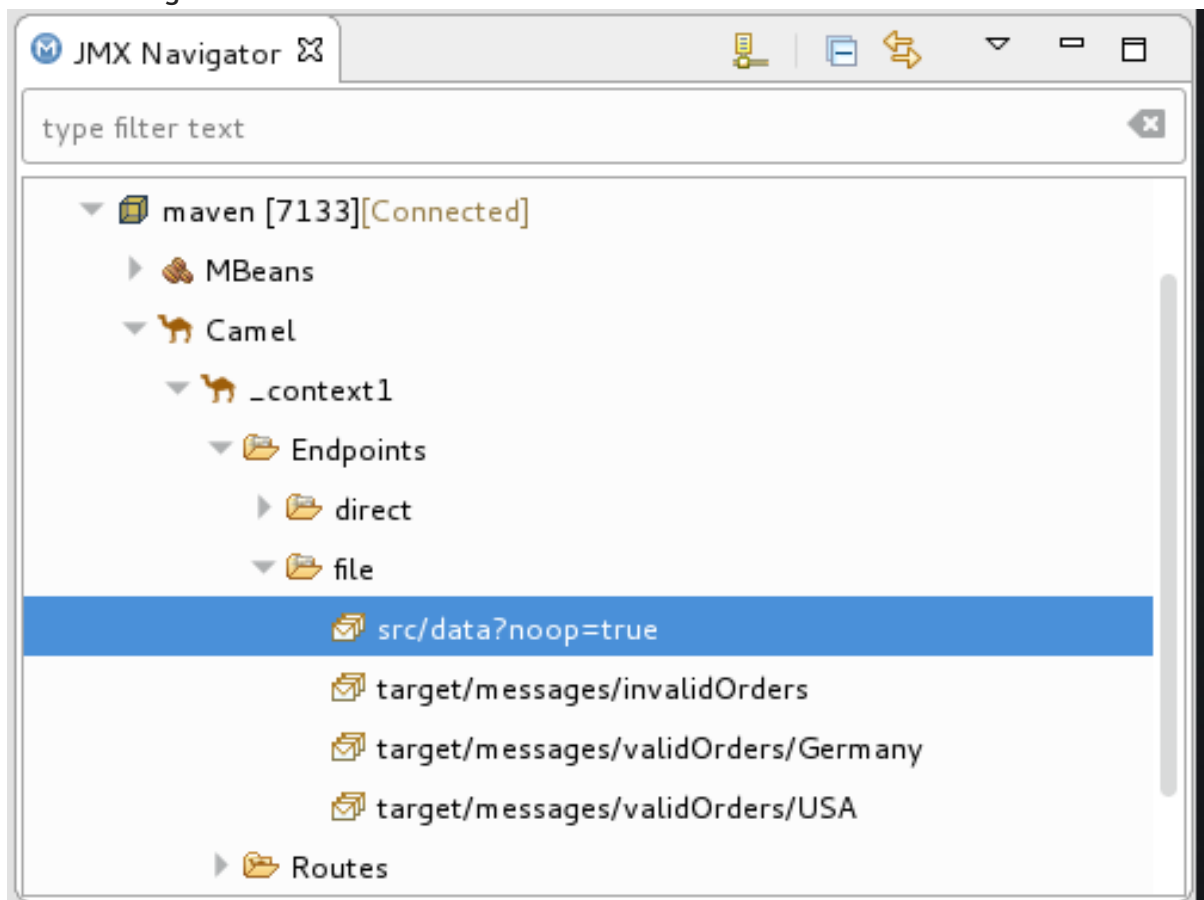 JMX Navigator
type filter text
maven [7133][Connected]
MBeans
Camel
_context1
Endpoints
direct
file
src/data?noop=true
target/messages/invalidOrders
target/messages/validOrders/Germany
target/messages/validOrders/USA
Routes